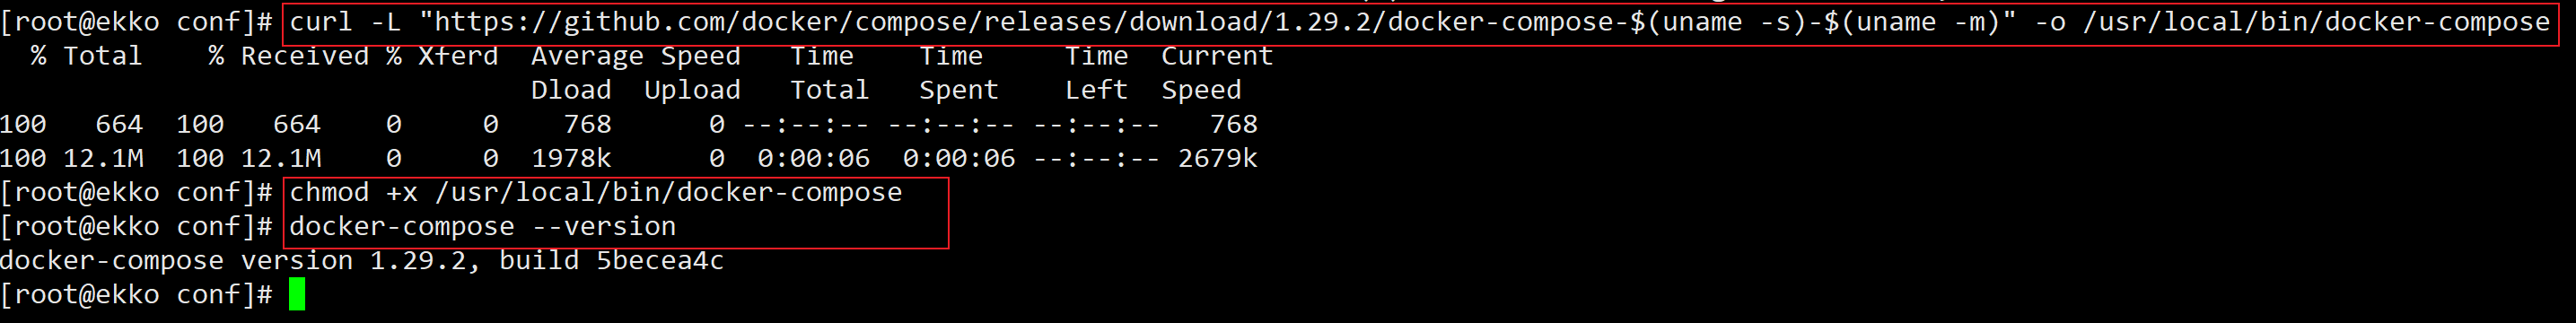 [root@ekko conf]# curl -L "https://github.com/docker/compose/releases/download/1.29.2/docker-compose-$(uname -s)-$(uname -m)" -o /usr/local/bin/docker-compose
  % Total    % Received % Xferd  Average Speed   Time    Time     Time  Current
                                 Dload  Upload   Total   Spent    Left  Speed
100   664  100   664    0     0    768      0 --:--:-- --:--:-- --:--:--   768
100 12.1M  100 12.1M    0     0  1978k      0  0:00:06  0:00:06 --:--:-- 2679k
[root@ekko conf]# chmod +x /usr/local/bin/docker-compose
[root@ekko conf]# docker-compose --version
docker-compose version 1.29.2, build 5becea4c
[root@ekko conf]#